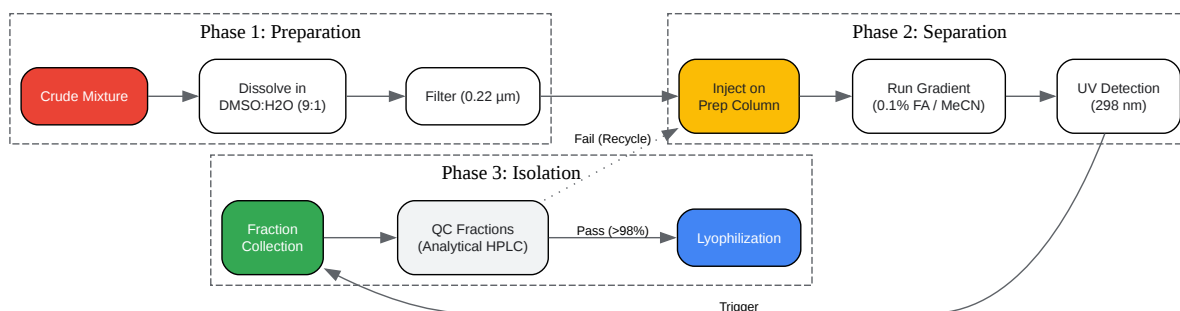 Phase 1: Preparation
Crude Mixture
Dissolve in
DMSO:H2O (9:1)
Filter (0.22 µm)
Phase 2: Separation
Inject on
Prep Column
Run Gradient
(0.1% FA / MeCN)
UV Detection
(298 nm)
Fail (Recycle)
Phase 3: Isolation
Fraction
Collection
QC Fractions
(Analytical HPLC)
Pass (>98%)
Lyophilization
Trigger